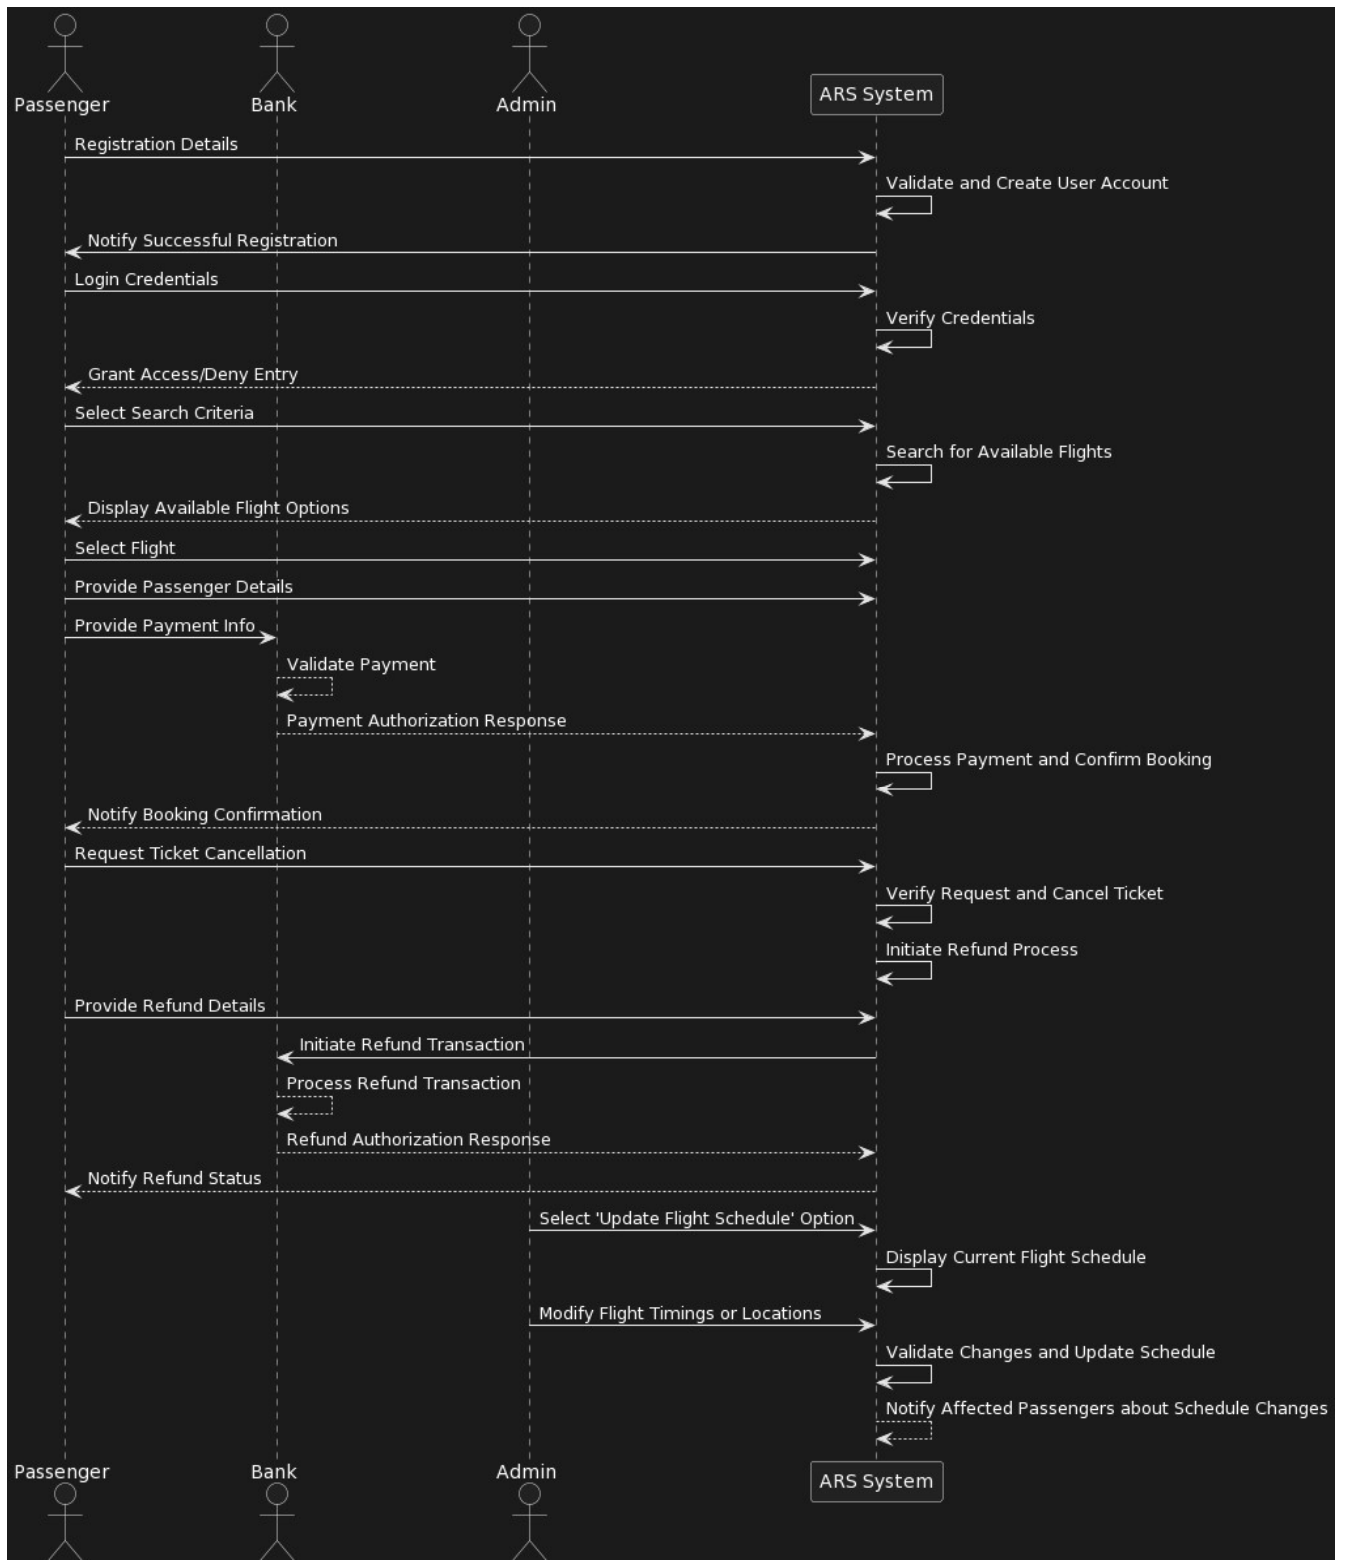 Passenger
Bank
Admin
ARS System
Registration Details
Validate and Create User Account
Notify Successful Registration
Login Credentials
Verify Credentials
Grant Access/Deny Entry
Select Search Criteria
Search for Available Flights
Display Available Flight Options
Select Flight
Provide Passenger Details
Provide Payment Info
Validate Payment
Payment Authorization Response
Process Payment and Confirm Booking
Notify Booking Confirmation
Request Ticket Cancellation
Verify Request and Cancel Ticket
Initiate Refund Process
Provide Refund Details
Initiate Refund Transaction
Process Refund Transaction
Refund Authorization Response
Notify Refund Status
Select 'Update Flight Schedule' Option
Display Current Flight Schedule
Modify Flight Timings or Locations
Validate Changes and Update Schedule
Notify Affected Passengers about Schedule Changes
Passenger
Bank
Admin
ARS System